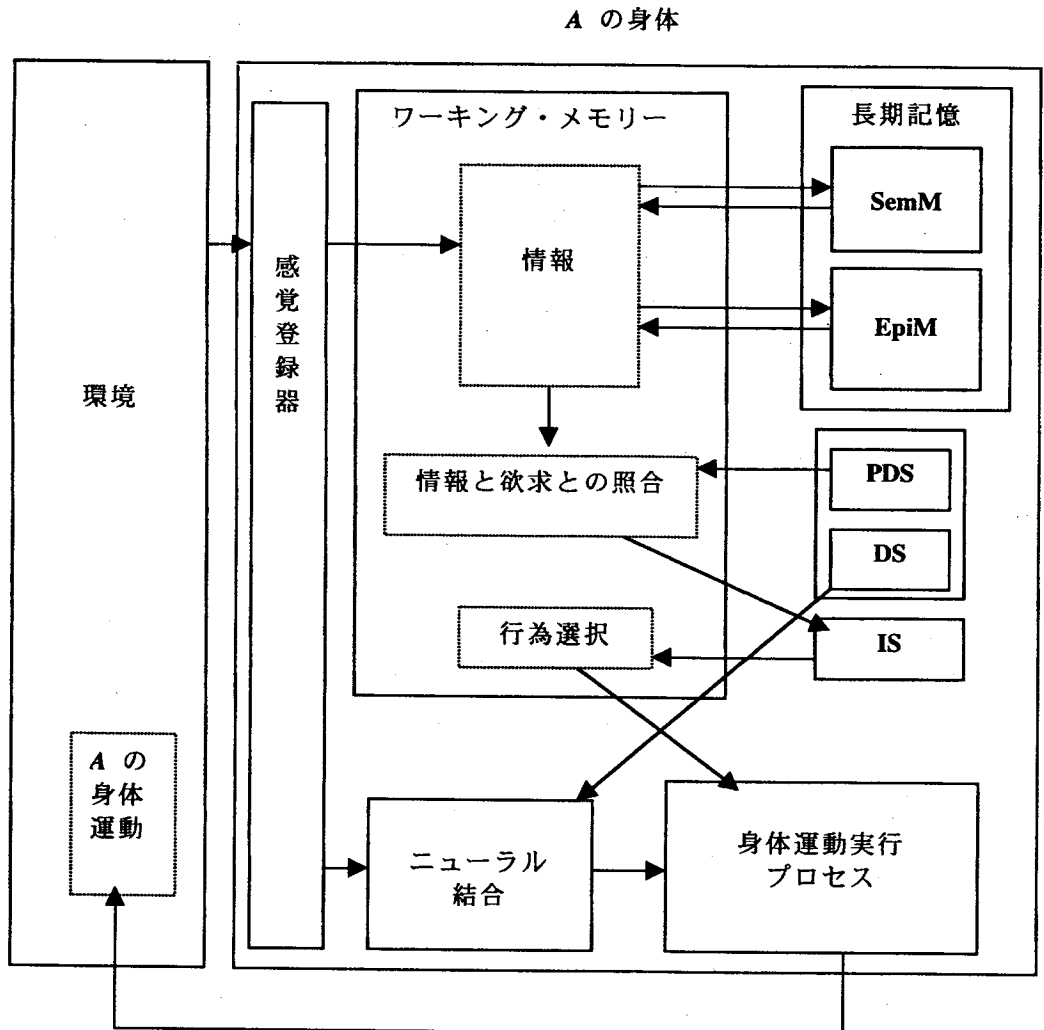 A の身体
ワーキング・メモリー
長期記憶
SemM
感覚登録器
情報
EpiM
環境
情報と欲求との照合
PDS
DS
行為選択
IS
A の
身体
運動
ニューラル
結合
身体運動実行
プロセス